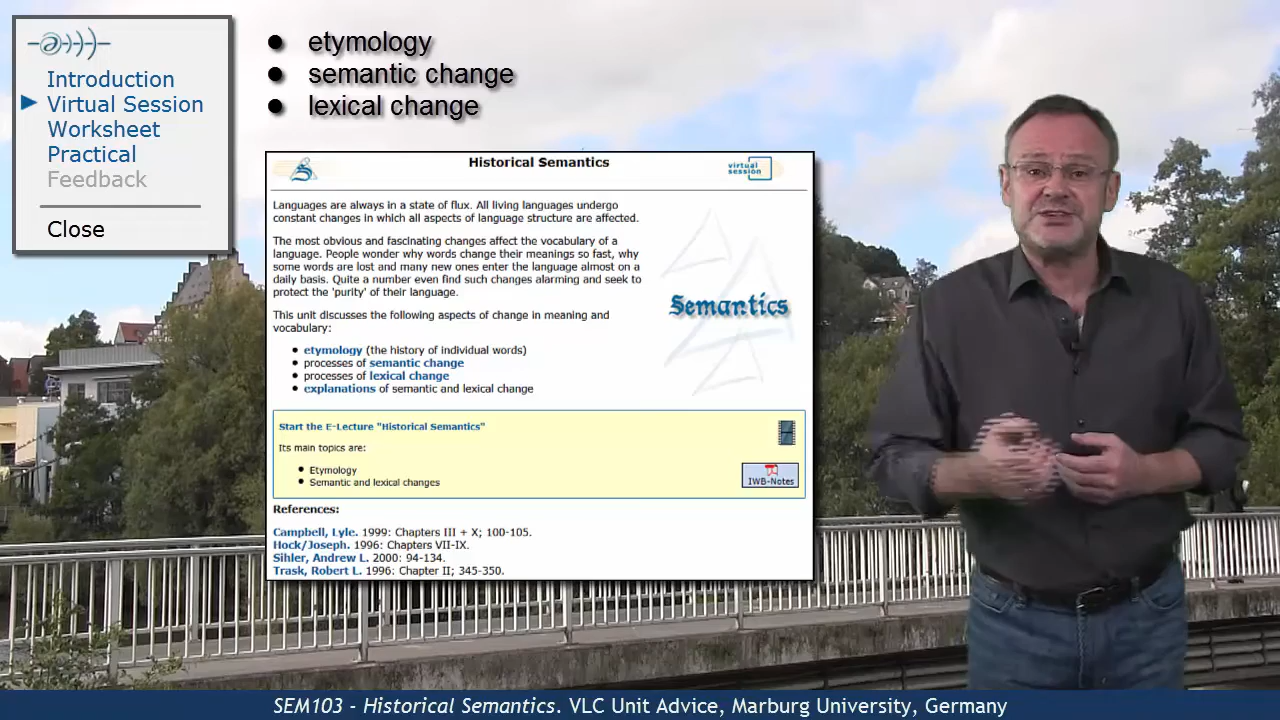 Introduction
Virtual Session
Worksheet
Practical
Feedback
Close
● etymology
● semantic change
● lexical change
Historical Semantics
virtual
session
Languages are always in a state of flux. All living languages undergo
constant changes in which all aspects of language structure are affected.
The most obvious and fascinating changes affect the vocabulary of a
language. People wonder why words change their meanings so fast, why
some words are lost and many new ones enter the language almost on a
daily basis. Quite a number even find such changes alarming and seek to
protect the 'purity' of their language.
This unit discusses the following aspects of change in meaning and
vocabulary:
● etymology (the history of individual words)
● processes of semantic change
● processes of lexical change
● explanations of semantic and lexical change
Semantics
Start the E-Lecture "Historical Semantics"
Its main topics are:
● Etymology
● Semantic and lexical changes
IWB-Notes
References:
Campbell, Lyle. 1999: Chapters III + X; 100-105.
Hock/Joseph. 1996: Chapters VII-IX.
Sihler, Andrew L. 2000: 94-134.
Trask, Robert L. 1996: Chapter II; 345-350.
SEM103 - Historical Semantics. VLC Unit Advice, Marburg University, Germany